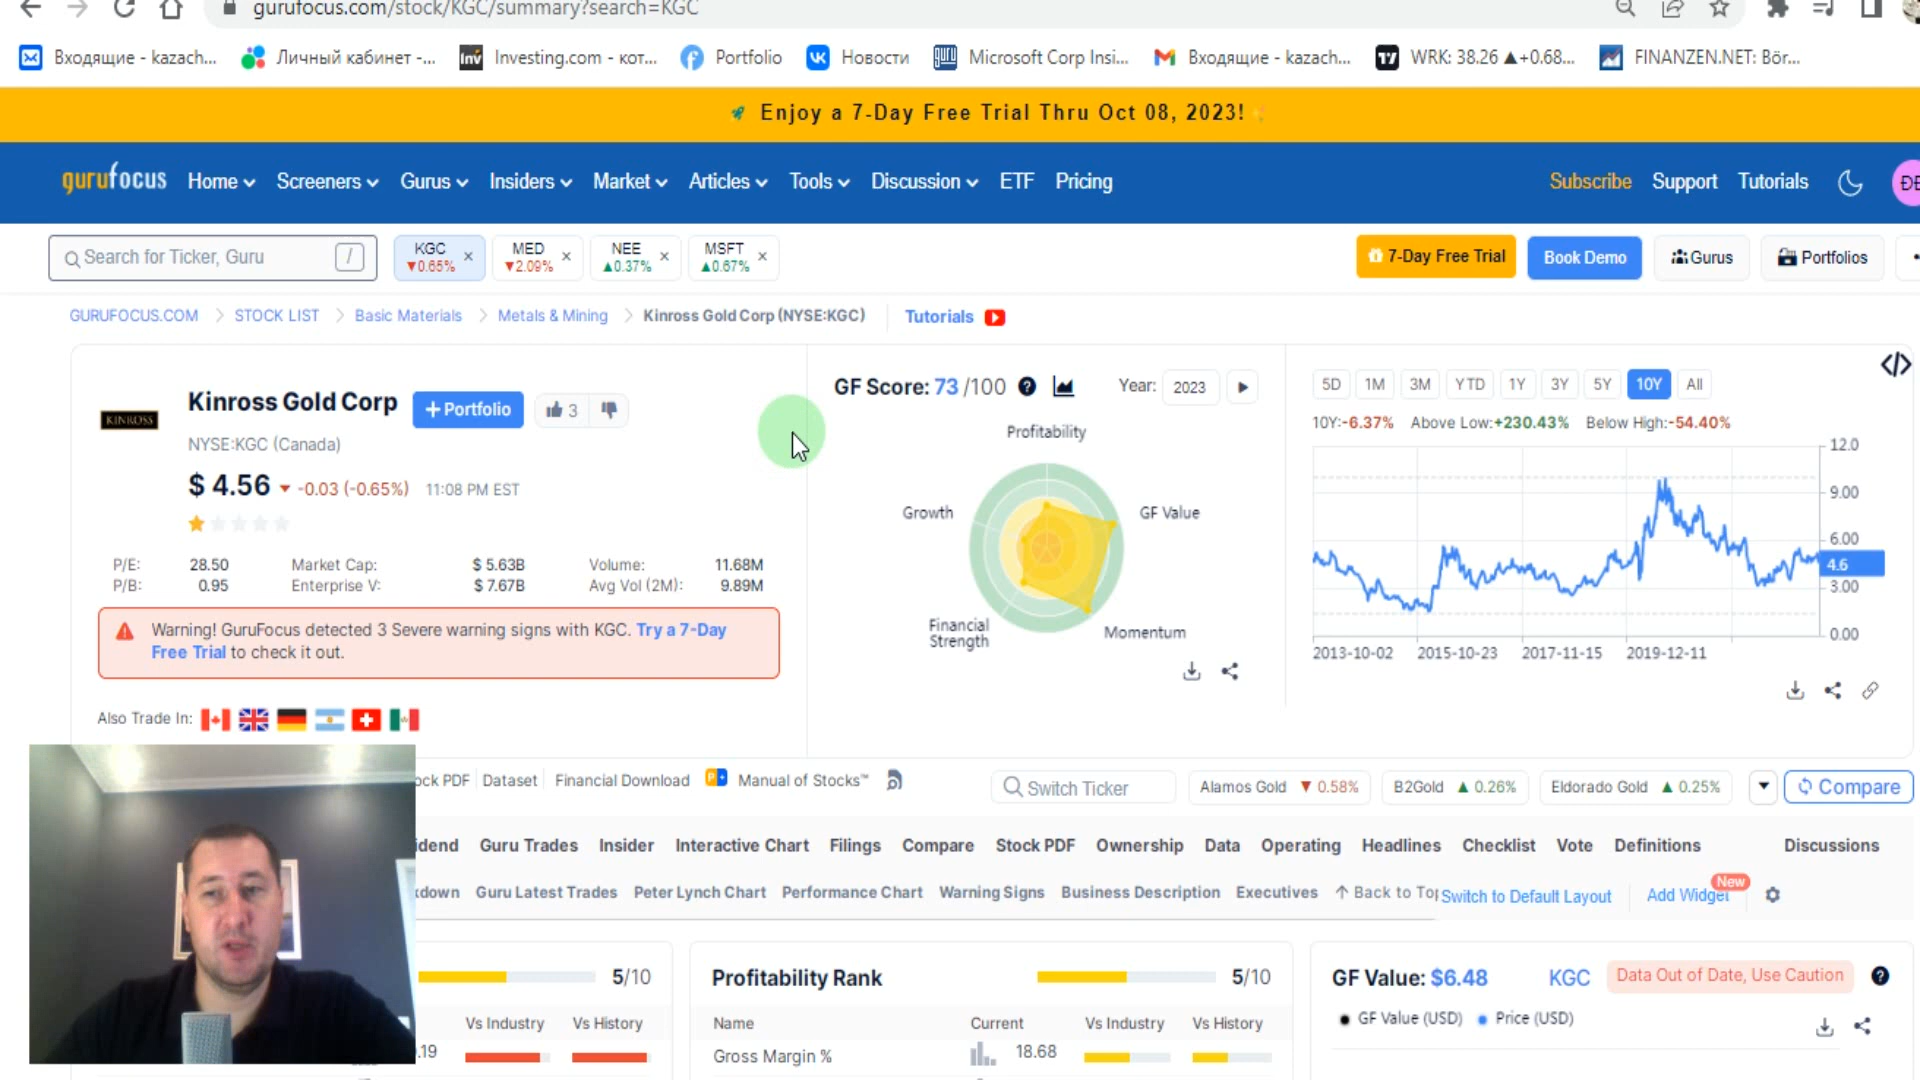 gurufocus.com/stock/KGC/summary?search=KGC
Входящие - kazach... Личный кабинет -... Inv Investing.com - кот... Portfolio Новости Microsoft Corp Insi... Входящие - kazach... WRK: 38.26 ▲+0.68... FINANZEN.NET: Bör...
Enjoy a 7-Day Free Trial Thru Oct 08, 2023!
gurufocus Home Screeners Gurus Insiders Market Articles Tools Discussion ETF Pricing Subscribe Support Tutorials
Search for Ticker, Guru / KGC ▼0.65% × MED ▼2.09% × NEE ▲0.37% × MSFT ▲0.67% × 7-Day Free Trial Book Demo Gurus Portfolios
GURUFOCUS.COM > STOCK LIST > Basic Materials > Metals & Mining > Kinross Gold Corp (NYSE:KGC) Tutorials
KINROSS
Kinross Gold Corp +Portfolio 3
NYSE:KGC (Canada)
$ 4.56 ▼ -0.03 (-0.65%) 11:08 PM EST
P/E: 28.50 Market Cap: $ 5.63B Volume: 11.68M
P/B: 0.95 Enterprise V: $ 7.67B Avg Vol (2M): 9.89M
Warning! GuruFocus detected 3 Severe warning signs with KGC. Try a 7-Day
Free Trial to check it out.
Also Trade In:
GF Score: 73 /100 ? Year: 2023
Profitability
Growth GF Value
Financial
Strength
Momentum
5D 1M 3M YTD 1Y 3Y 5Y 10Y All
10Y:-6.37% Above Low:+230.43% Below High:-54.40%
12.0
9.00
6.00
4.6
3.00
0.00
2013-10-02 2015-10-23 2017-11-15 2019-12-11
ock PDF Dataset Financial Download Manual of Stocks™ Switch Ticker Alamos Gold ▼ 0.58% B2Gold ▲ 0.26% Eldorado Gold ▲ 0.25% Compare
idend Guru Trades Insider Interactive Chart Filings Compare Stock PDF Ownership Data Operating Headlines Checklist Vote Definitions Discussions
kdown Guru Latest Trades Peter Lynch Chart Performance Chart Warning Signs Business Description Executives ↑ Back to Top Switch to Default Layout Add Widget New
5/10
Vs Industry Vs History
.19
Profitability Rank 5/10
Name Current Vs Industry Vs History
Gross Margin % 18.68
GF Value: $6.48 KGC Data Out of Date, Use Caution ?
GF Value (USD) Price (USD)